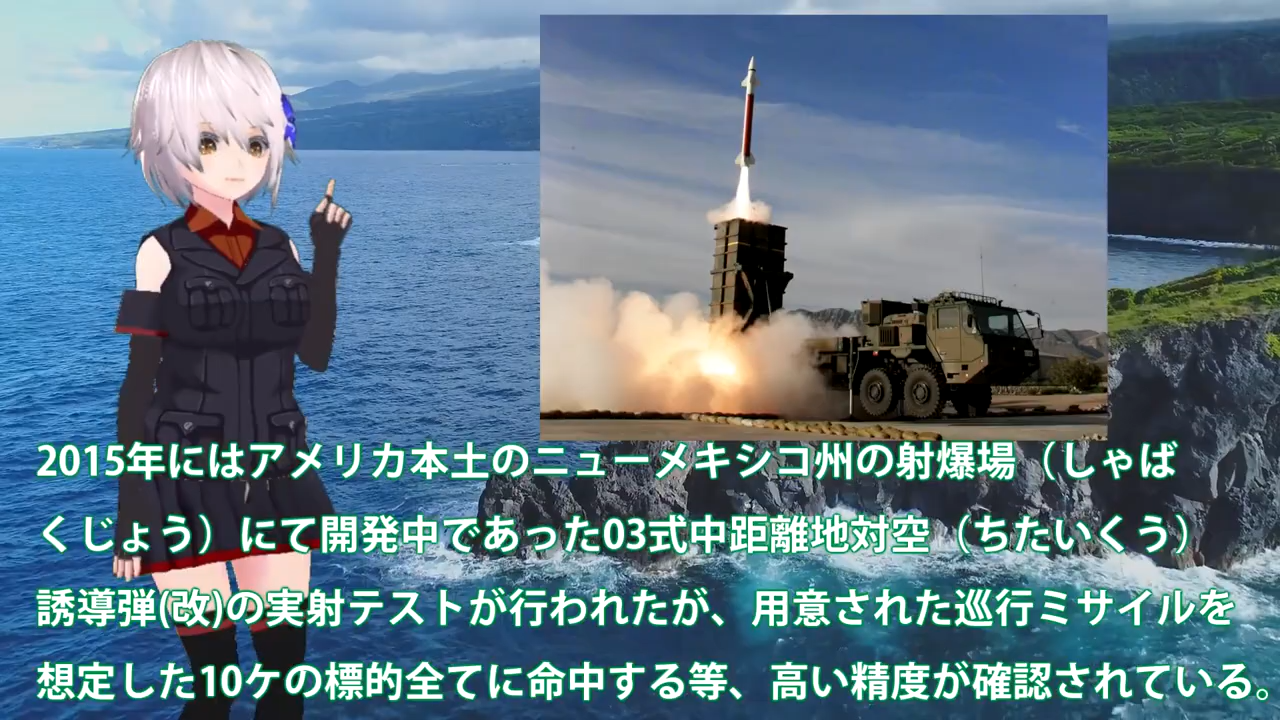 2015年にはアメリカ本土のニューメキシコ州の射爆場（しゃば
くじょう）にて開発中であった03式中距離地対空（ちたいくう）
誘導弾(改)の実射テストが行われたが、用意された巡行ミサイルを
想定した10ケの標的全てに命中する等、高い精度が確認されている。